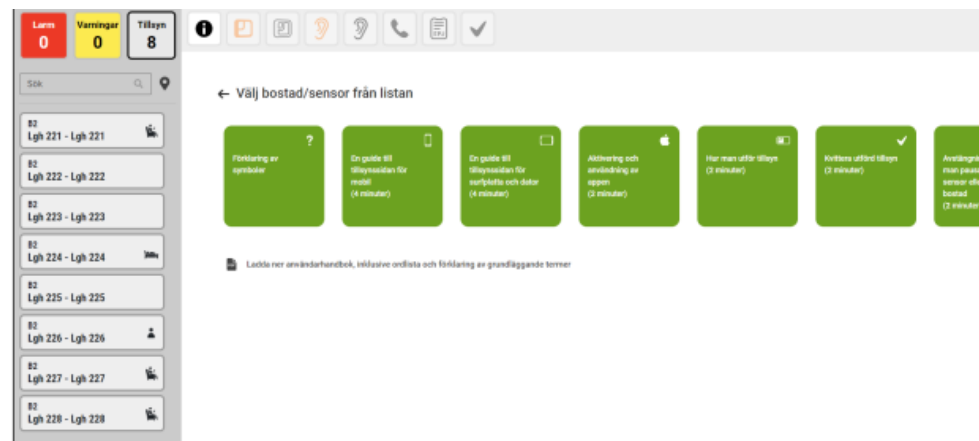 Larm
0
Varningar
0
Tillsyn
8
Sök
B2
Lgh 221 - Lgh 221
B2
Lgh 222 - Lgh 222
B2
Lgh 223 - Lgh 223
B2
Lgh 224 - Lgh 224
B2
Lgh 225 - Lgh 225
B2
Lgh 226 - Lgh 226
B2
Lgh 227 - Lgh 227
B2
Lgh 228 - Lgh 228
← Välj bostad/sensor från listan
?
Förklaring av
symboler
En guide till
tillsynssidan för
mobil
(4 minuter)
En guide till
tillsynssidan för
surfplatta och dator
(4 minuter)
Aktivering och
användning av
appen
(3 minuter)
Hur man utför tillsyn
(3 minuter)
Kvittera utförd tillsyn
(2 minuter)
man
sensor
bostad
(2 minuter
Ladda ner användarhandbok, inklusive ordlista och förklaring av grundläggande termer